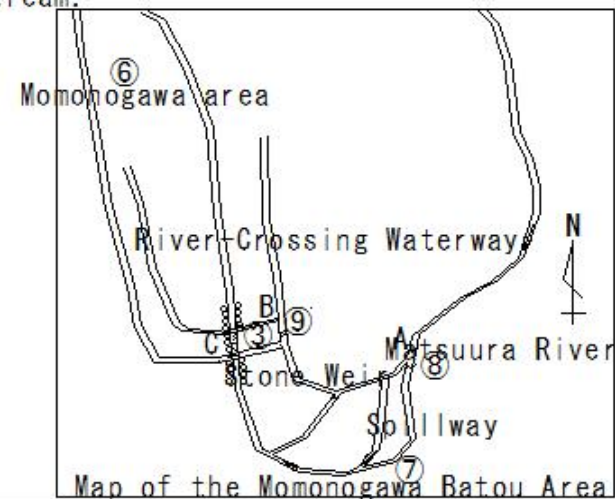 ⑥
Momonogawa area
River-Crossing Waterway
N
B
⑨
C
③
A
Matsuura River
⑧
Stone Weir
Spillway
⑦
Map of the Momonogawa Batou Area